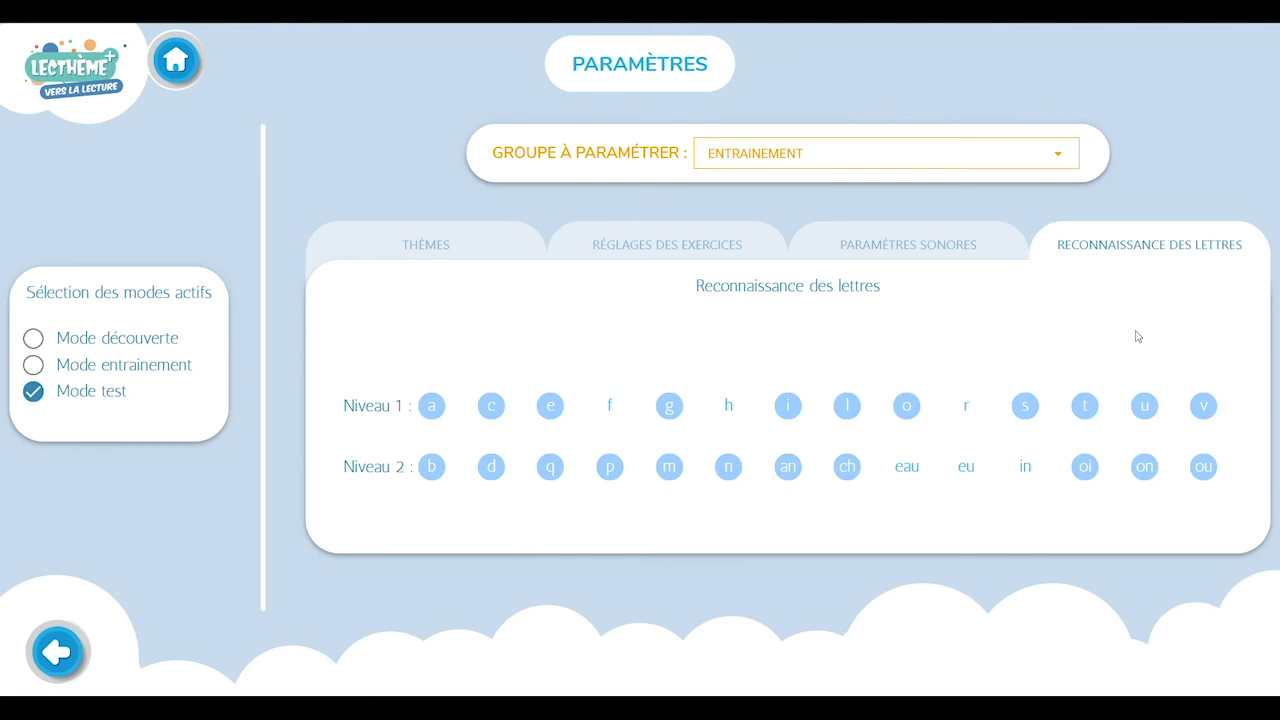 LECTHÈME+
VERS LA LECTURE
PARAMÈTRES
GROUPE À PARAMÉTRER : ENTRAINEMENT
THÈMES RÉGLAGES DES EXERCICES PARAMÈTRES SONORES RECONNAISSANCE DES LETTRES
Reconnaissance des lettres
Sélection des modes actifs
Mode découverte
Mode entrainement
Mode test
Niveau 1 : a c e f g h i l o r s t u v
Niveau 2 : b d q p m n an ch eau eu in oi on ou